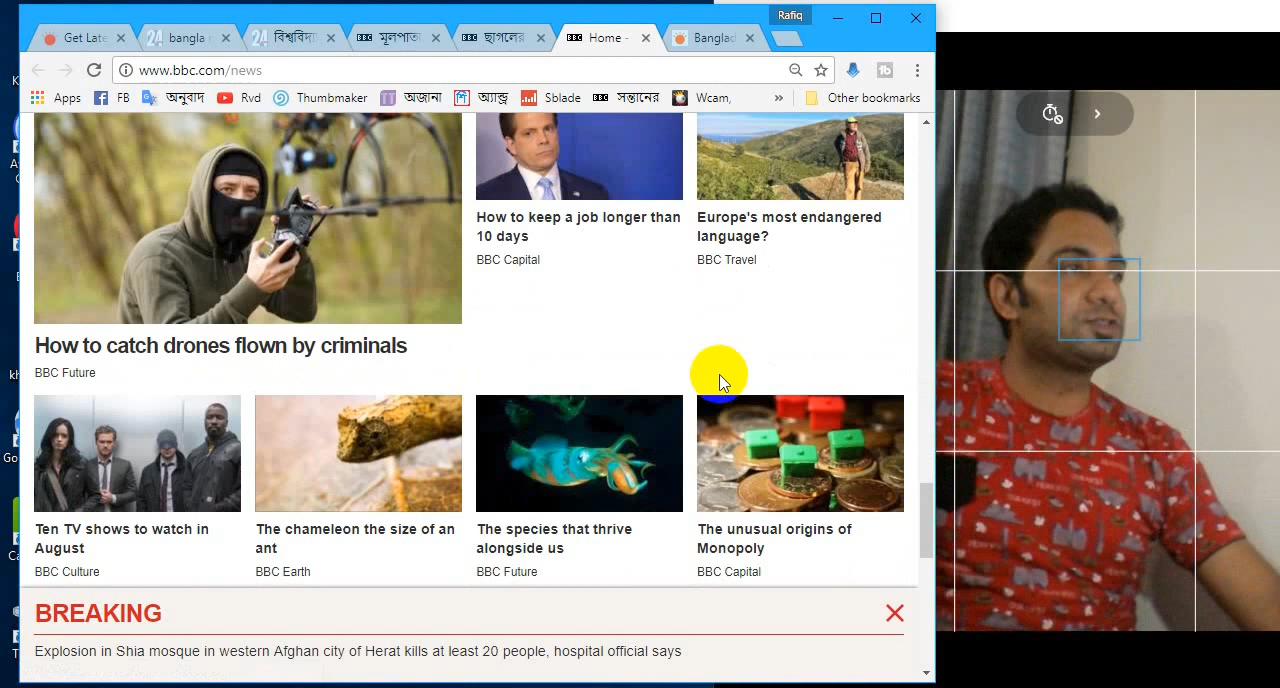 Rafiq
Get Late
bangla n
বিশ্ববিদ্য
BBC মূলপাত
BBC ছাগলের
BBC Home -
Banglad
www.bbc.com/news
Apps FB অনুবাদ Rvd Thumbmaker অজানা অ্যান্ড্র Sblade BBC সন্তানের Wcam, » Other bookmarks
How to keep a job longer than
10 days
BBC Capital
Europe's most endangered
language?
BBC Travel
How to catch drones flown by criminals
BBC Future
Ten TV shows to watch in
August
BBC Culture
The chameleon the size of an
ant
BBC Earth
The species that thrive
alongside us
BBC Future
The unusual origins of
Monopoly
BBC Capital
BREAKING
Explosion in Shia mosque in western Afghan city of Herat kills at least 20 people, hospital official says